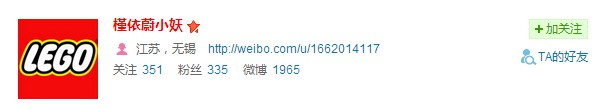 LEGO
槿依蔚小妖
+加关注
江苏，无锡 http://weibo.com/u/1662014117
TA的好友
关注 351 粉丝 335 微博 1965